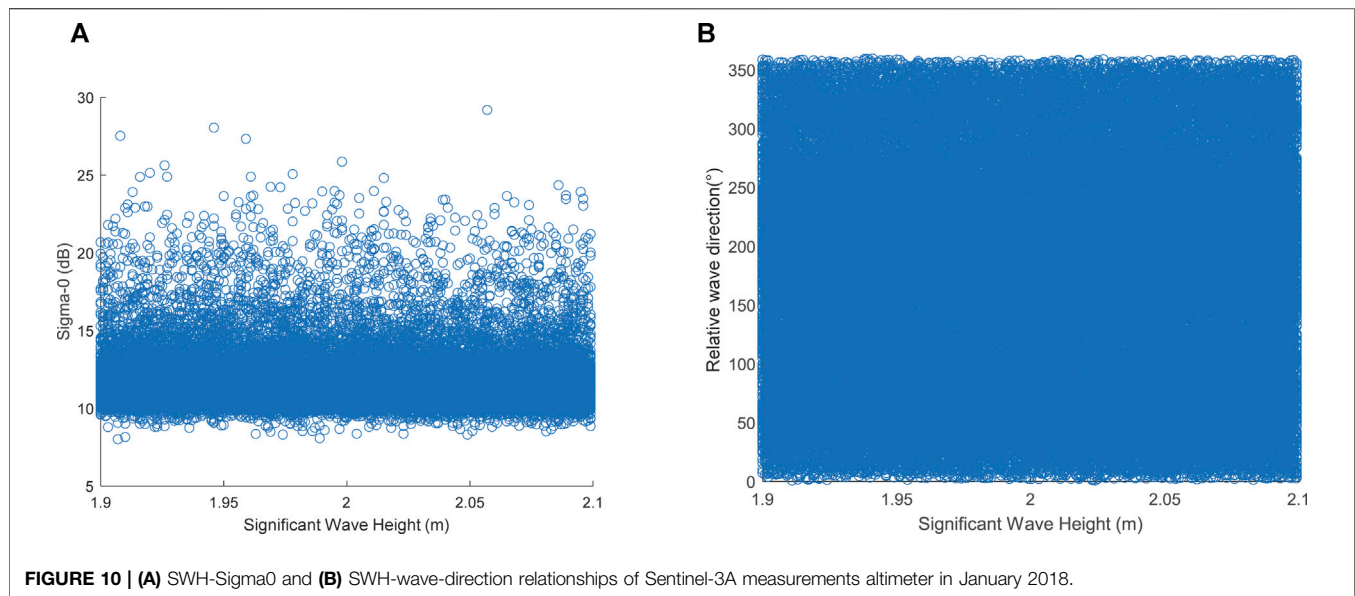 A
30
25
20
15
10
5
Sigma-0 (dB)
1.9 1.95 2 2.05 2.1
Significant Wave Height (m)
B
350
300
250
200
150
100
50
0
Relative wave direction(°)
1.9 1.95 2 2.05 2.1
Significant Wave Height (m)
FIGURE 10 | (A) SWH-Sigma0 and (B) SWH-wave-direction relationships of Sentinel-3A measurements altimeter in January 2018.